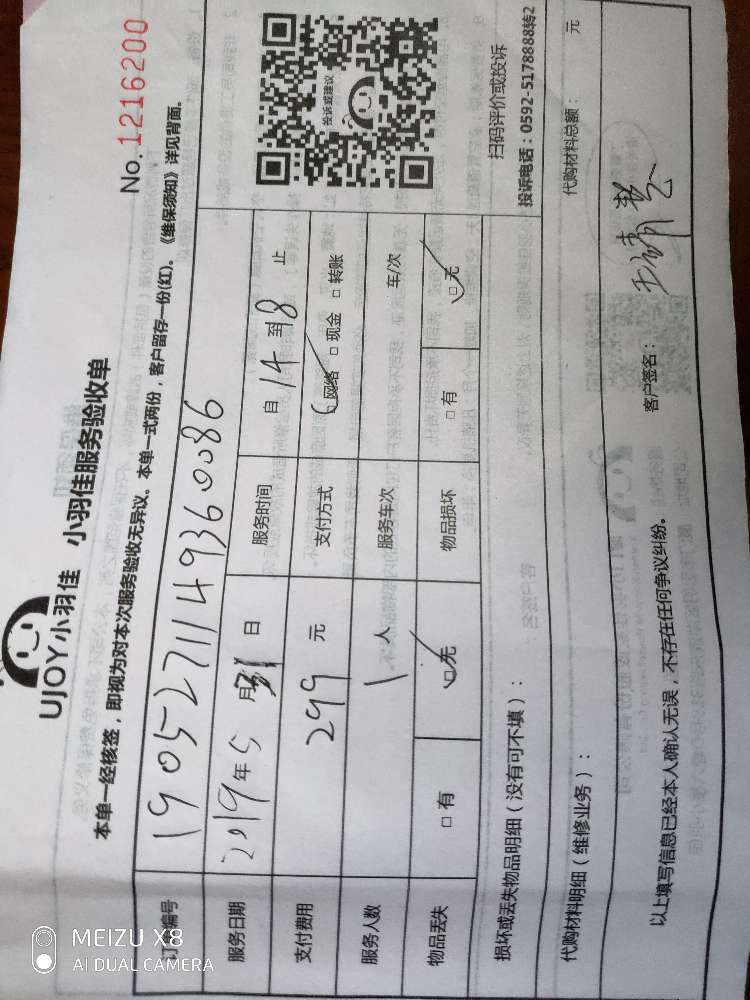 UJOY小羽佳 小羽佳服务验收单
No.1216200
本单一经核签，即视为对本次服务验收无异议。本单一式两份，客户留存一份(红)。《维保须知》详见背面。
编号 190527111493600086
服务日期 2019年5月31日 服务时间 自14到18止
支付费用 299元 支付方式 □网络 □现金 □转账
服务人数 1人 服务车次 车/次
物品丢失 □有 □无 物品损坏 □有 □无
投诉或建议
扫码评价或投诉
投诉电话：0592-5178888转2
损坏或丢失物品明细（没有可不填）：
代购材料明细（维修业务）： 代购材料总额： 元
以上填写信息已经本人确认无误，不存在任何争议纠纷。 客户签名：
MEIZU X8
AI DUAL CAMERA